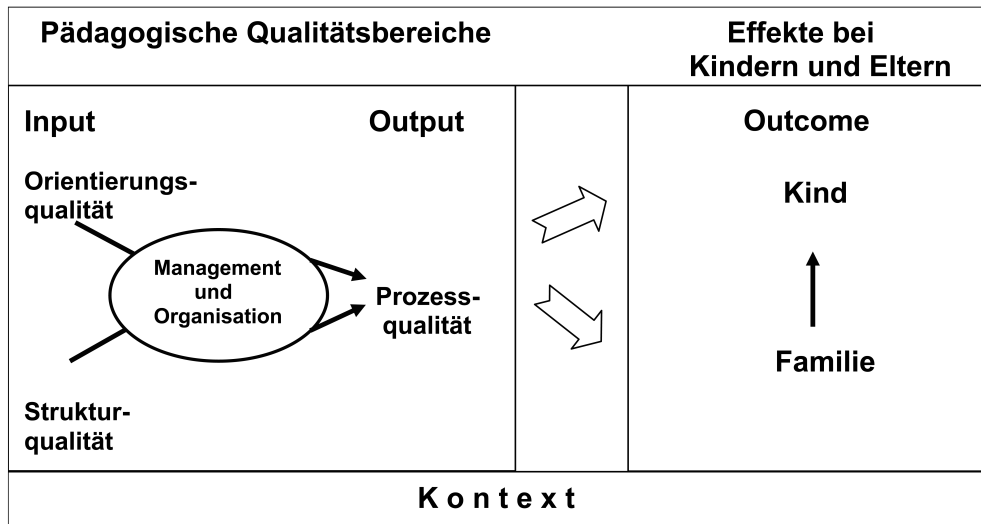 Pädagogische Qualitätsbereiche
Effekte bei
Kindern und Eltern
Input
Output
Orientierungs-
qualität
Management
und
Organisation
Prozess-
qualität
Struktur-
qualität
Outcome
Kind
Familie
K o n t e x t